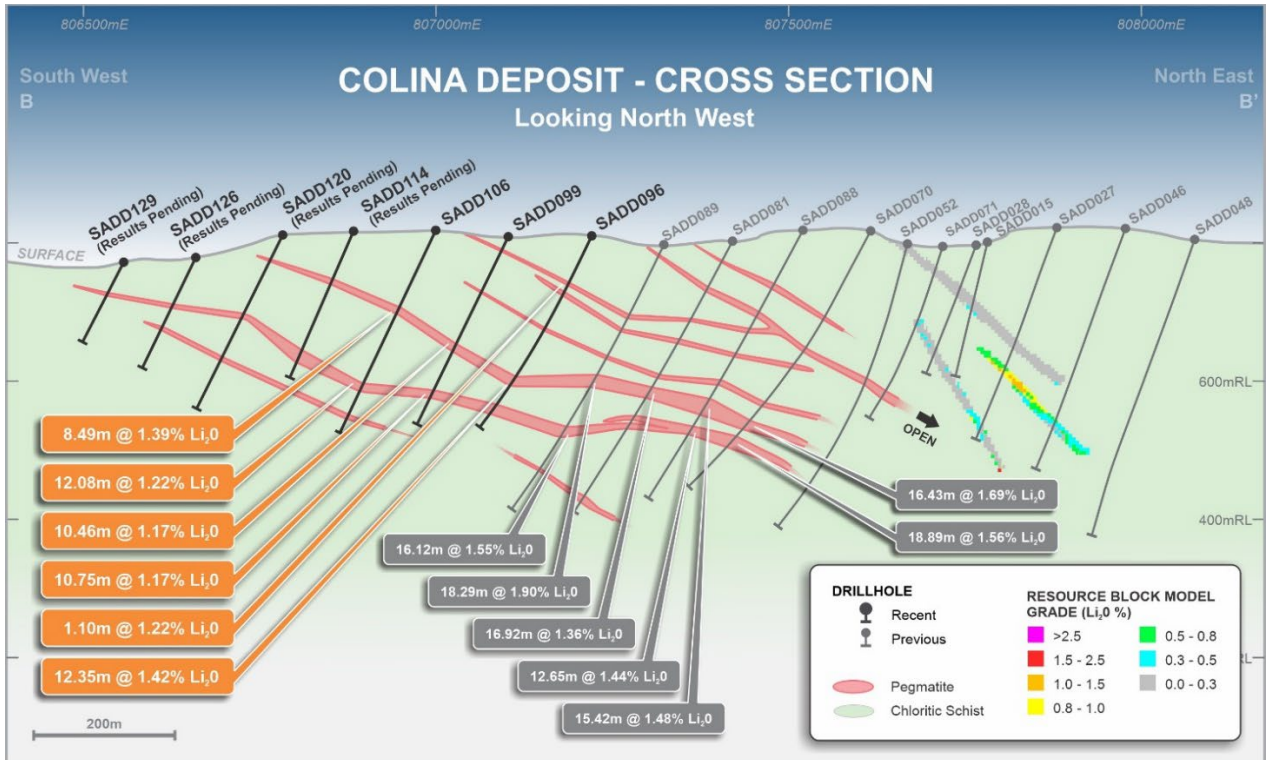 806500mE
807000mE
807500mE
808000mE
South West
B
COLINA DEPOSIT - CROSS SECTION
Looking North West
North East
B'
SADD129
(Results Pending)
SADD126
(Results Pending)
SADD120
(Results Pending)
SADD114
(Results Pending)
SADD106
SADD099
SADD096
SADD089
SADD081
SADD088
SADD070
SADD052
SADD071
SADD028
SADD015
SADD027
SADD046
SADD048
SURFACE
600mRL
OPEN
8.49m @ 1.39% Li₂0
12.08m @ 1.22% Li₂0
10.46m @ 1.17% Li₂0
10.75m @ 1.17% Li₂0
1.10m @ 1.22% Li₂0
12.35m @ 1.42% Li₂0
16.43m @ 1.69% Li₂0
18.89m @ 1.56% Li₂0
400mRL
16.12m @ 1.55% Li₂0
18.29m @ 1.90% Li₂0
16.92m @ 1.36% Li₂0
12.65m @ 1.44% Li₂0
15.42m @ 1.48% Li₂0
200m
DRILLHOLE
Recent
Previous
Pegmatite
Chloritic Schist
RESOURCE BLOCK MODEL
GRADE (Li₂0 %)
>2.5
1.5 - 2.5
1.0 - 1.5
0.8 - 1.0
0.5 - 0.8
0.3 - 0.5
0.0 - 0.3